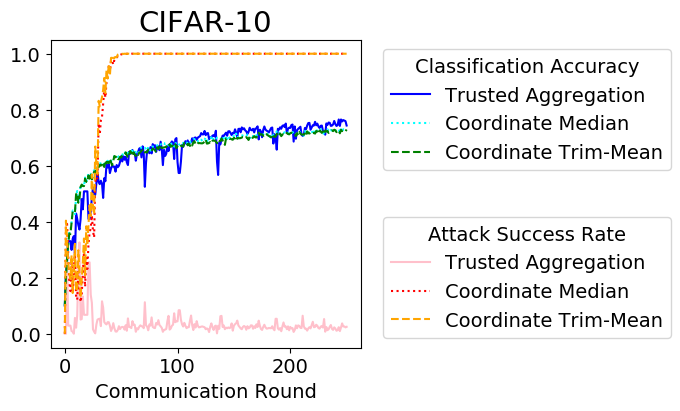 CIFAR-10
1.0
0.8
0.6
0.4
0.2
0.0
0
100
200
Communication Round
Classification Accuracy
Trusted Aggregation
Coordinate Median
Coordinate Trim-Mean
Attack Success Rate
Trusted Aggregation
Coordinate Median
Coordinate Trim-Mean